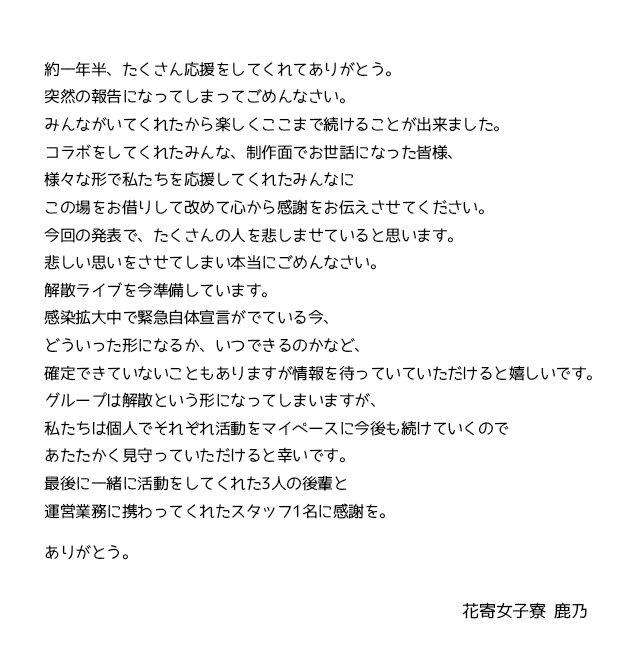 約一年半、たくさん応援をしてくれてありがとう。
突然の報告になってしまってごめんなさい。
みんながいてくれたから楽しくここまで続けることが出来ました。
コラボをしてくれたみんな、制作面でお世話になった皆様、
様々な形で私たちを応援してくれたみんなに
この場をお借りして改めて心から感謝をお伝えさせてください。
今回の発表で、たくさんの人を悲しませていると思います。
悲しい思いをさせてしまい本当にごめんなさい。
解散ライブを今準備しています。
感染拡大中で緊急自体宣言がでている今、
どういった形になるか、いつできるのかなど、
確定できていないこともありますが情報を待っていていただけると嬉しいです。
グループは解散という形になってしまいますが、
私たちは個人でそれぞれ活動をマイペースに今後も続けていくので
あたたかく見守っていただけると幸いです。
最後に一緒に活動をしてくれた3人の後輩と
運営業務に携わってくれたスタッフ1名に感謝を。
ありがとう。
花寄女子寮 鹿乃